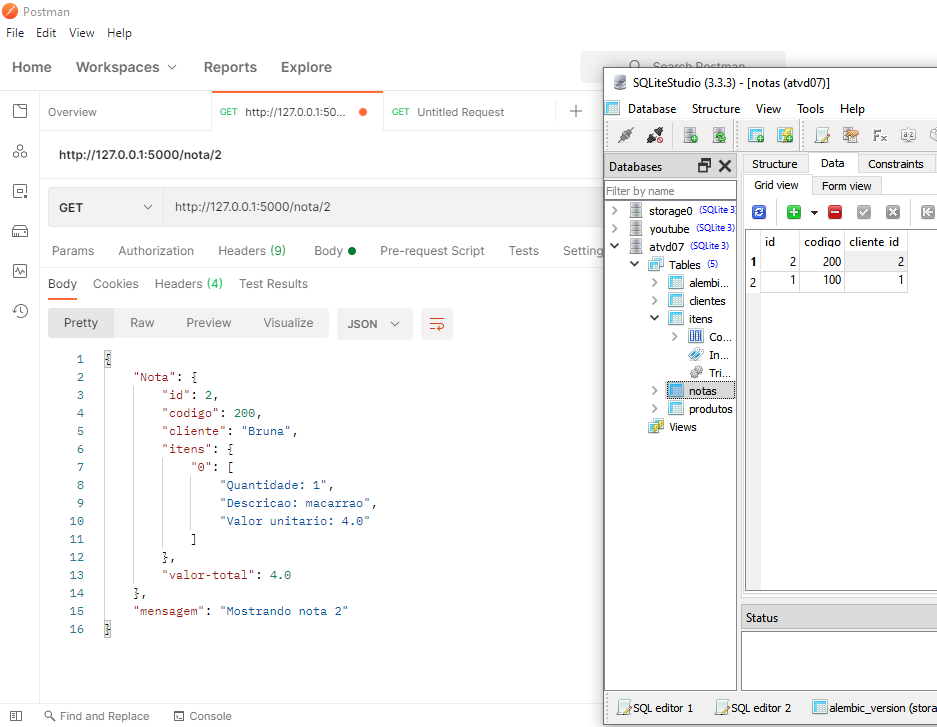 Postman
File Edit View Help
Home Workspaces Reports Explore
Search Postman
Overview
GET http://127.0.0.1:50...
GET Untitled Request
http://127.0.0.1:5000/nota/2
GET http://127.0.0.1:5000/nota/2
Params Authorization Headers (9) Body Pre-request Script Tests Setting
Body Cookies Headers (4) Test Results
Pretty Raw Preview Visualize JSON
1 {
2 "Nota": {
3 "id": 2,
4 "codigo": 200,
5 "cliente": "Bruna",
6 "itens": {
7 "0": [
8 "Quantidade: 1",
9 "Descricao: macarrao",
10 "Valor unitario: 4.0"
11 ]
12 },
13 "valor-total": 4.0
14 },
15 "mensagem": "Mostrando nota 2"
16 }
Find and Replace Console
SQLiteStudio (3.3.3) - [notas (atvd07)]
Database Structure View Tools Help
Databases
Filter by name
storage0 (SQLite 3)
youtube (SQLite 3)
atvd07 (SQLite 3)
Tables (5)
alembi...
clientes
itens
Co...
In...
Tri...
notas
produtos
Views
Structure Data Constraints
Grid view Form view
id codigo cliente_id
1 2 200 2
2 1 100 1
Status
SQL editor 1 SQL editor 2 alembic_version (stora